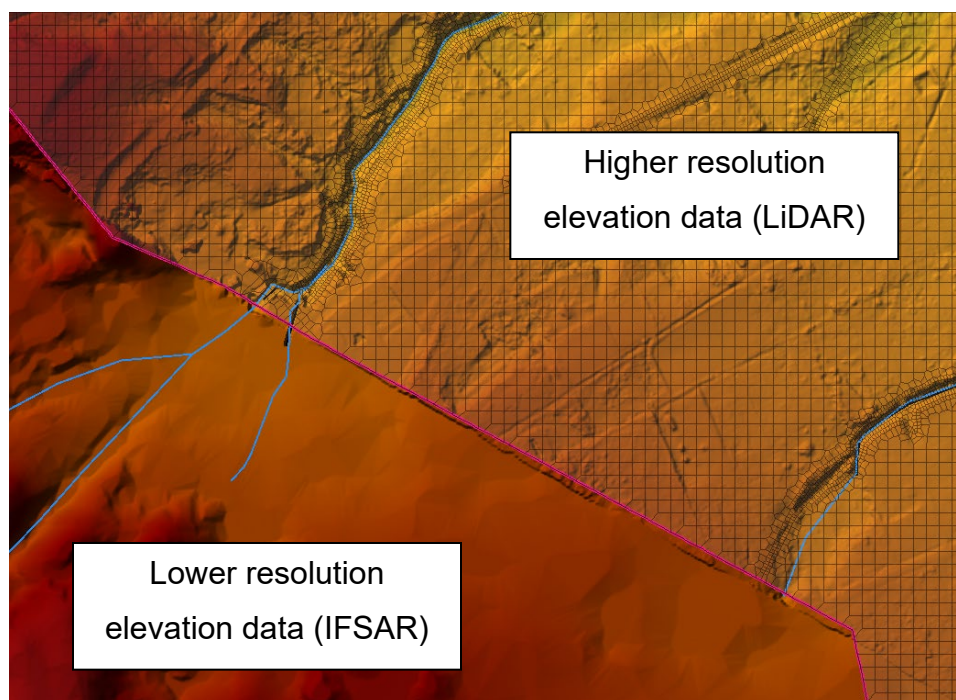 Higher resolution
elevation data (LiDAR)
Lower resolution
elevation data (IFSAR)